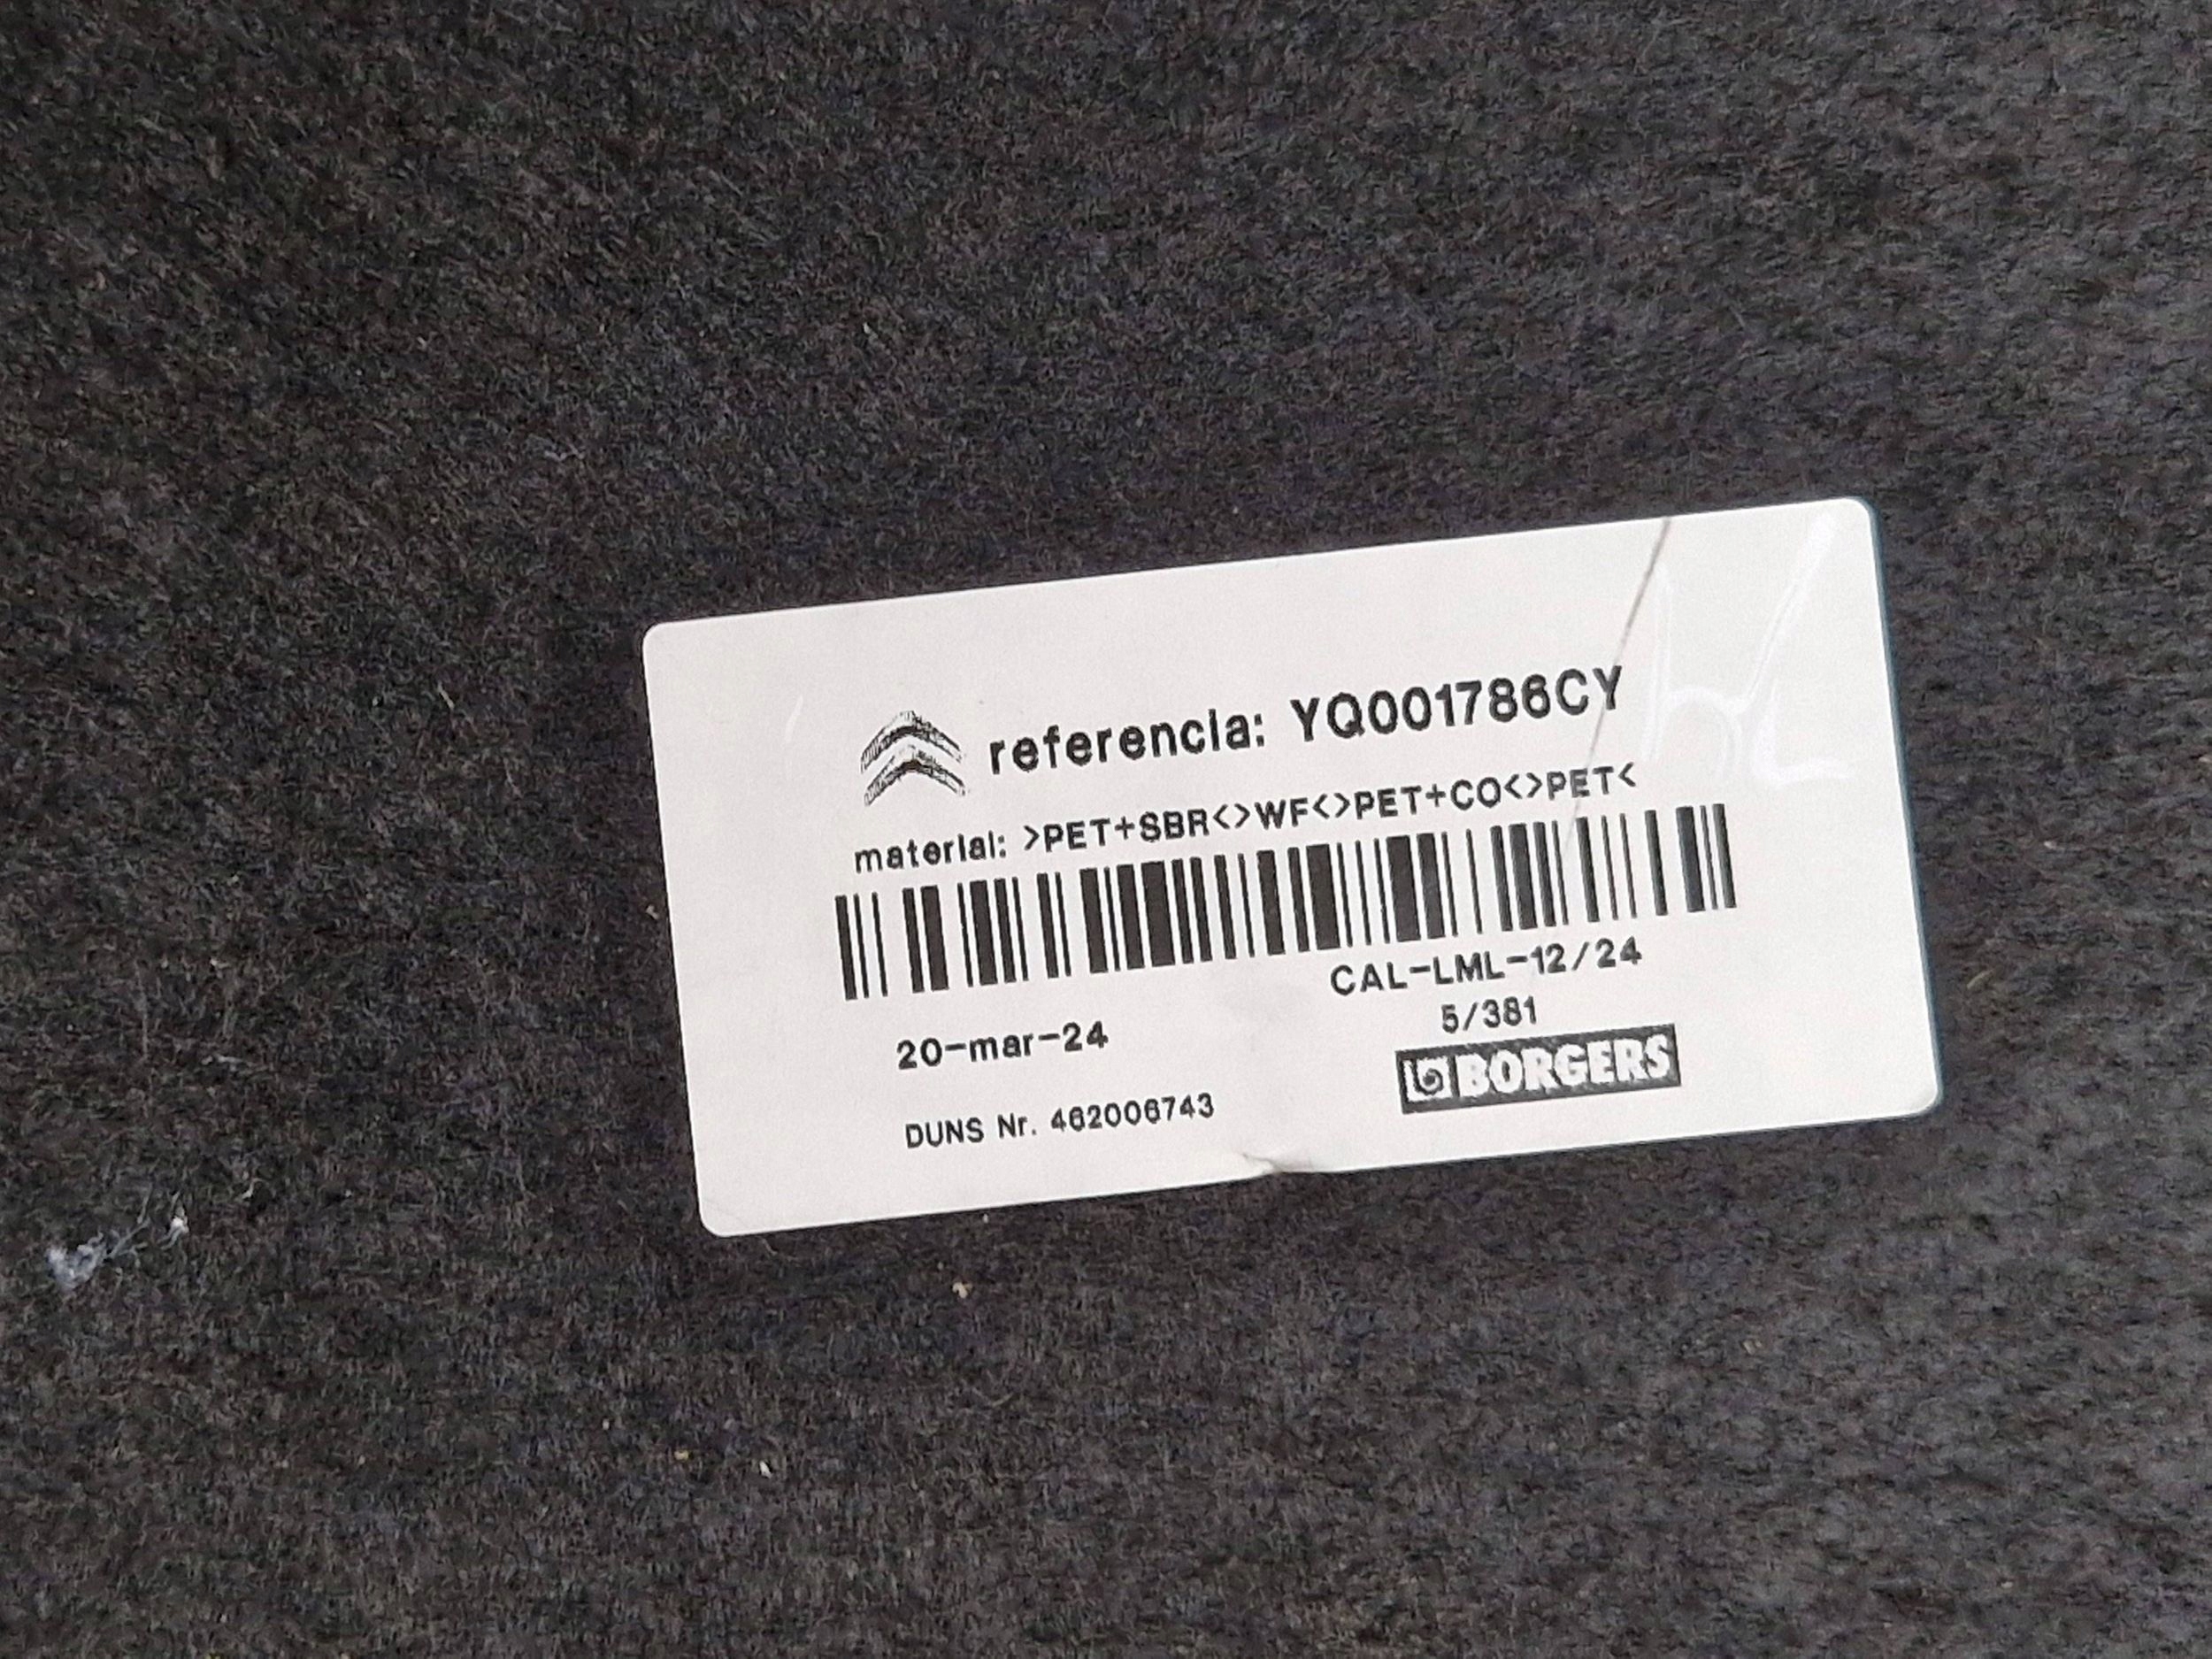 referencia: YQ001786CY
material: >PET+SBR<>WF<>PET+CO<>PET<
CAL-LML-12/24
20-mar-24
5/381
BORGERS
DUNS Nr. 462006743